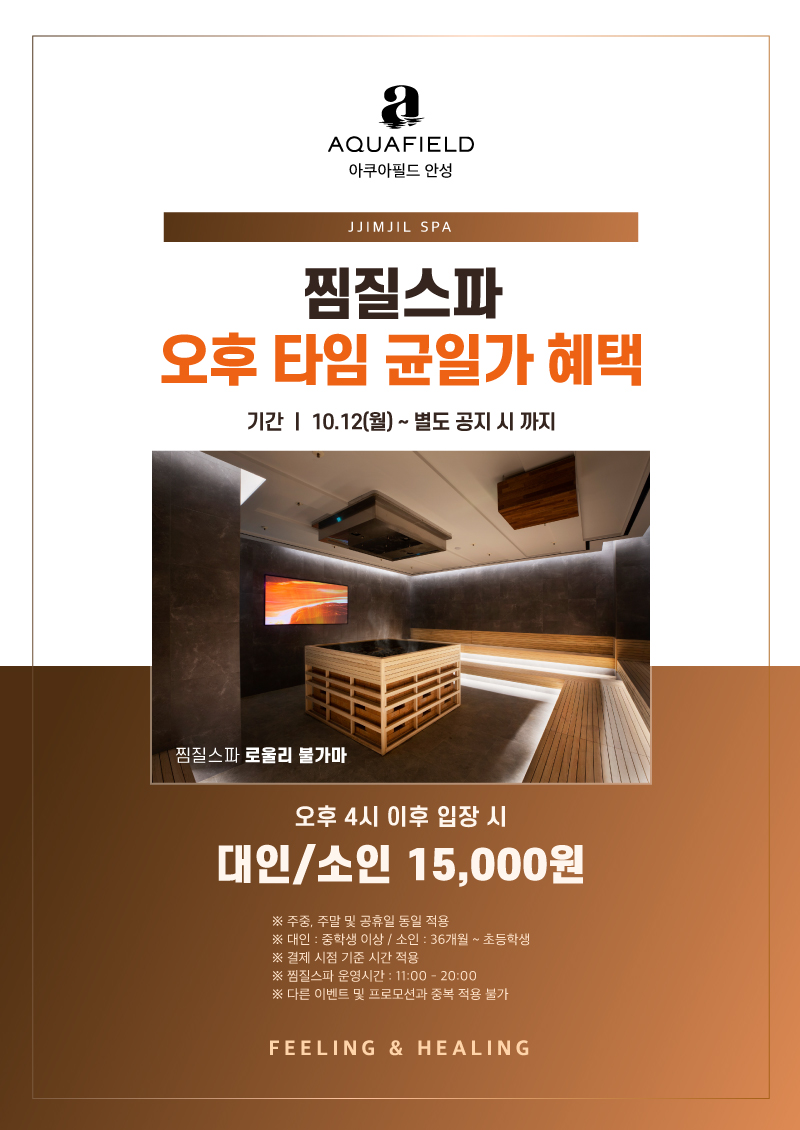 a
AQUAFIELD
아쿠아필드 안성
JJIMJIL SPA
찜질스파
오후 타임 균일가 혜택
기간 ㅣ 10.12(월) ~ 별도 공지 시 까지
찜질스파 로울리 불가마
오후 4시 이후 입장 시
대인/소인 15,000원
※ 주중, 주말 및 공휴일 동일 적용
※ 대인 : 중학생 이상 / 소인 : 36개월 ~ 초등학생
※ 결제 시점 기준 시간 적용
※ 찜질스파 운영시간 : 11:00 - 20:00
※ 다른 이벤트 및 프로모션과 중복 적용 불가
FEELING & HEALING